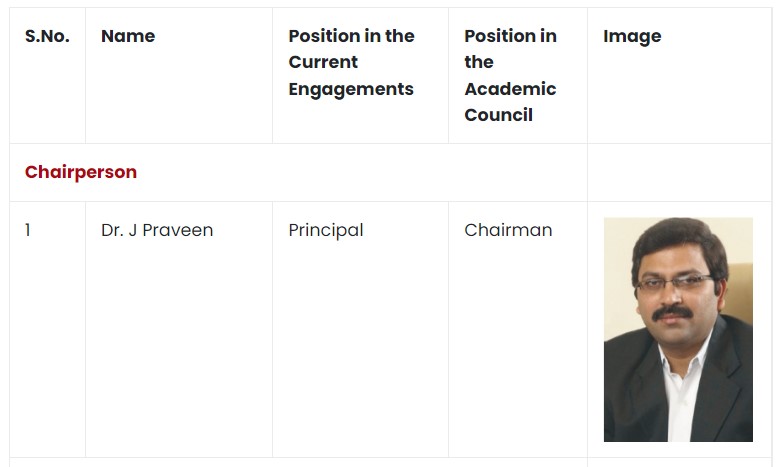 S.No. Name Position in the Current Engagements Position in the Academic Council Image
Chairperson
1 Dr. J Praveen Principal Chairman